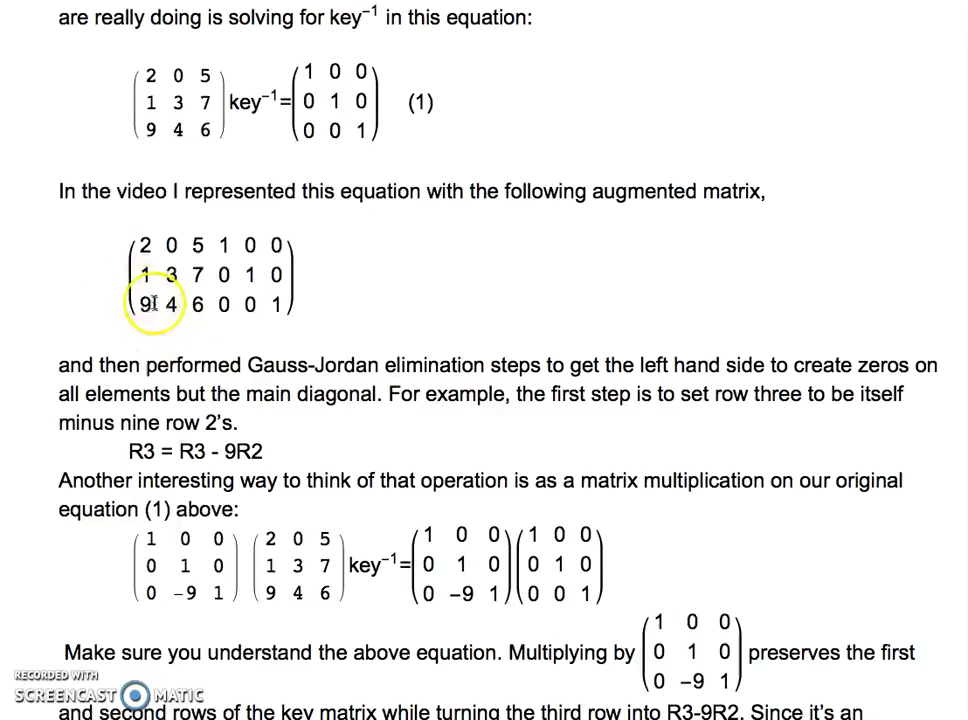 are really doing is solving for key⁻¹ in this equation:
2 0 5
1 3 7
9 4 6
key⁻¹=
1 0 0
0 1 0
0 0 1
(1)
In the video I represented this equation with the following augmented matrix,
2 0 5 1 0 0
1 3 7 0 1 0
9 4 6 0 0 1
and then performed Gauss-Jordan elimination steps to get the left hand side to create zeros on
all elements but the main diagonal. For example, the first step is to set row three to be itself
minus nine row 2's.
R3 = R3 - 9R2
Another interesting way to think of that operation is as a matrix multiplication on our original
equation (1) above:
1 0 0
0 1 0
0 -9 1
2 0 5
1 3 7
9 4 6
key⁻¹=
1 0 0
0 1 0
0 -9 1
1 0 0
0 1 0
0 0 1
Make sure you understand the above equation. Multiplying by
1 0 0
0 1 0
0 -9 1
preserves the first
RECORDED WITH
SCREENCAST MATIC
and second rows of the key matrix while turning the third row into R3-9R2. Since it's an